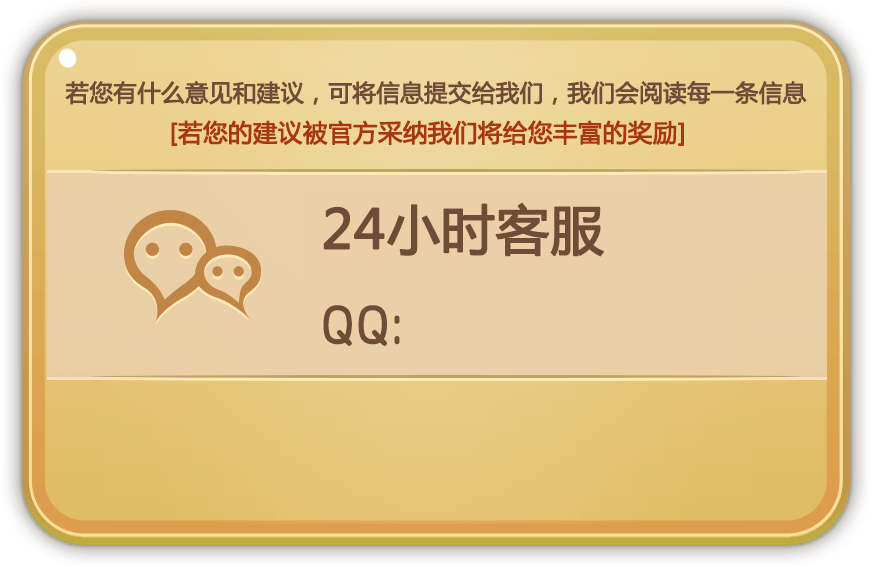 若您有什么意见和建议，可将信息提交给我们，我们会阅读每一条信息
[若您的建议被官方采纳我们将给您丰富的奖励]
24小时客服
QQ: